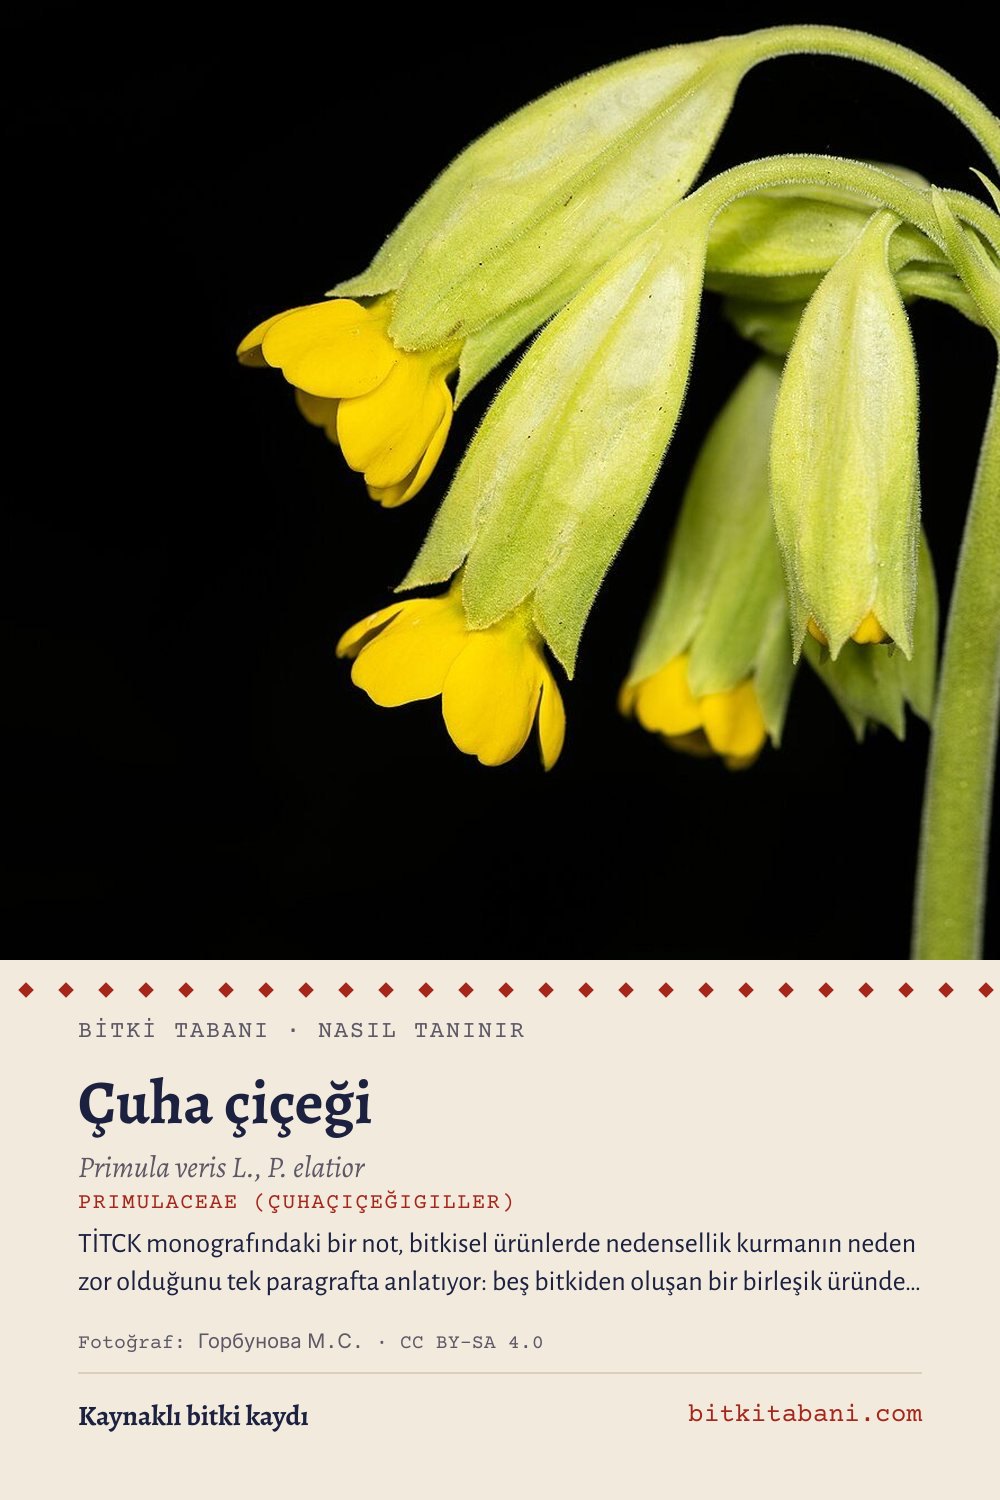 BİTKİ TABANI · NASIL TANINIR
Çuha çiçeği
Primula veris L., P. elatior
PRIMULACEAE (ÇUHAÇIÇEĞIGILLER)
TİTCK monografındaki bir not, bitkisel ürünlerde nedensellik kurmanın neden
zor olduğunu tek paragrafta anlatıyor: beş bitkiden oluşan bir birleşik üründe…
Fotoğraf: Горбунова М.С. · CC BY-SA 4.0
Kaynaklı bitki kaydı
bitkitabani.com